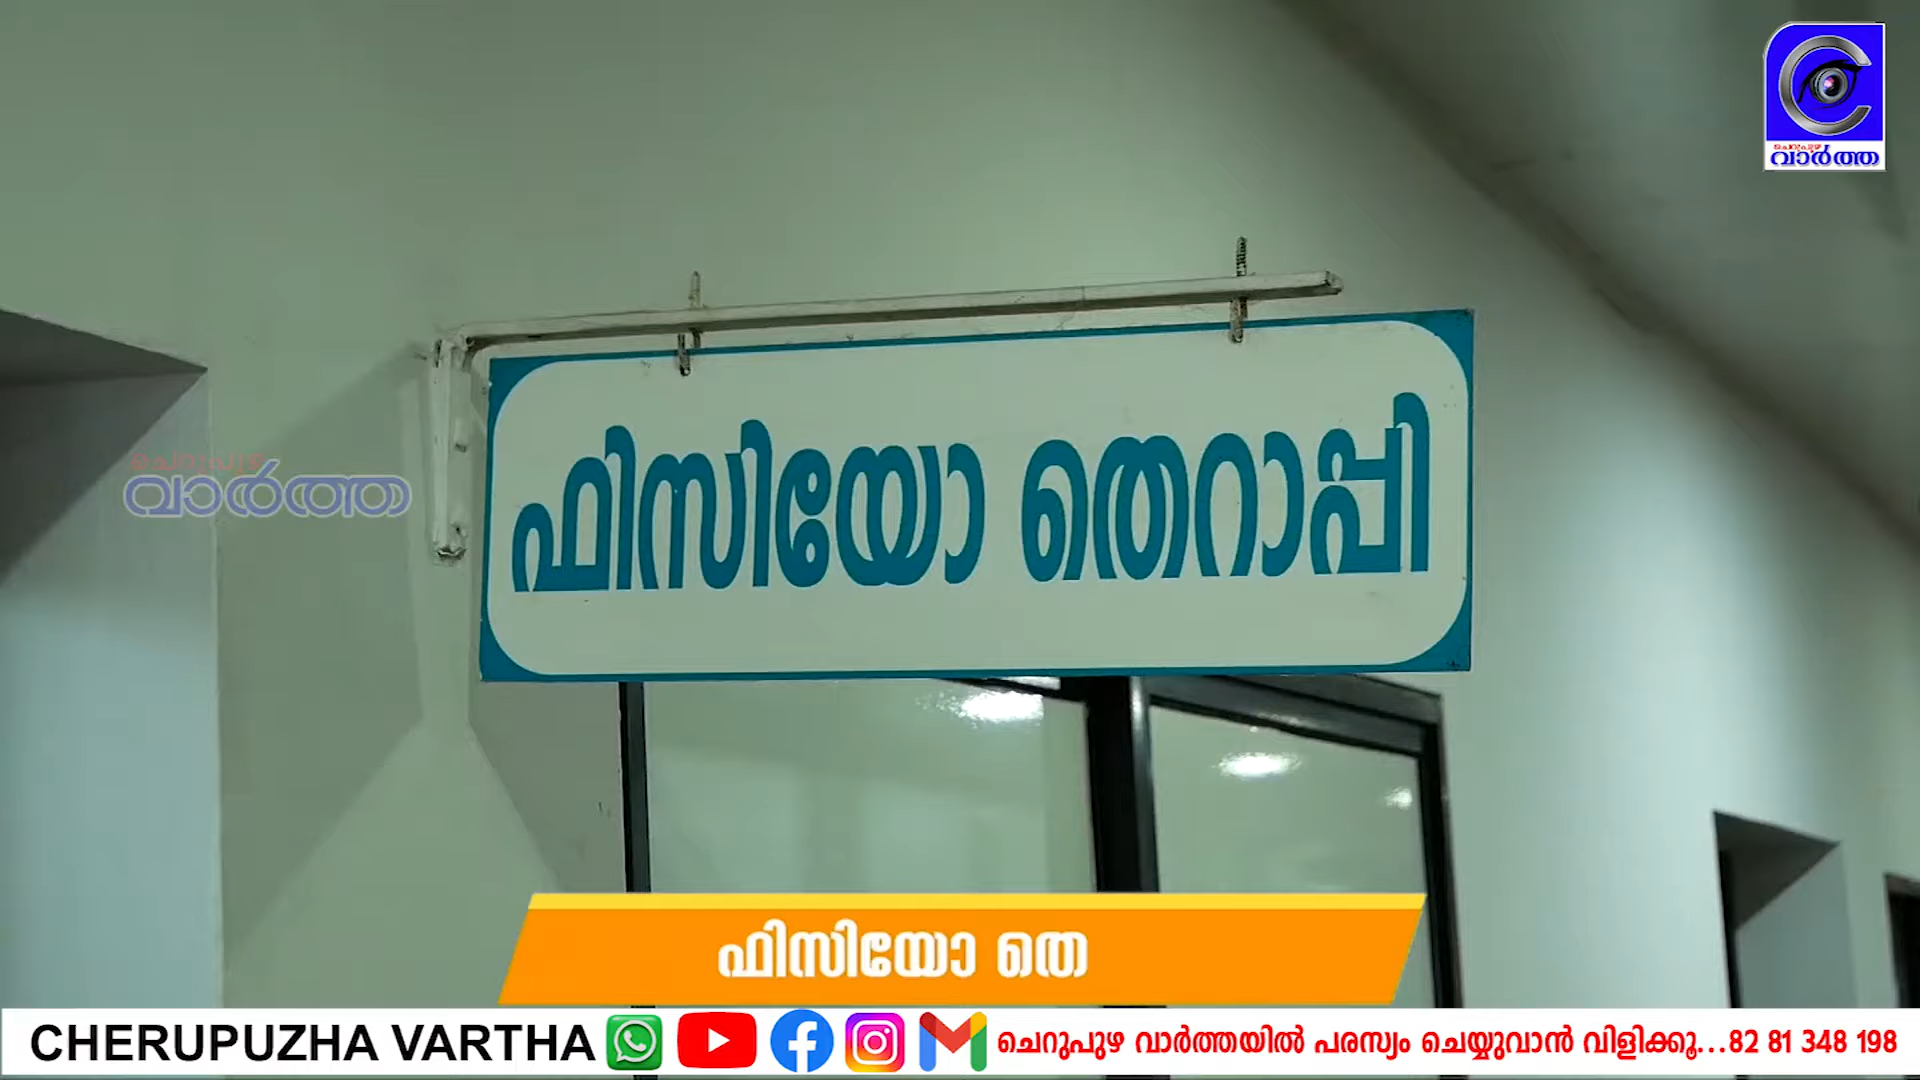 ചെറുപുഴ
വാർത്ത
ഫിസിയോ തെറാപ്പി
ചെറുപുഴ
വാർത്ത
ഫിസിയോ തെ
CHERUPUZHA VARTHA ചെറുപുഴ വാർത്തയിൽ പരസ്യം ചെയ്യുവാൻ വിളിക്കൂ...82 81 348 198